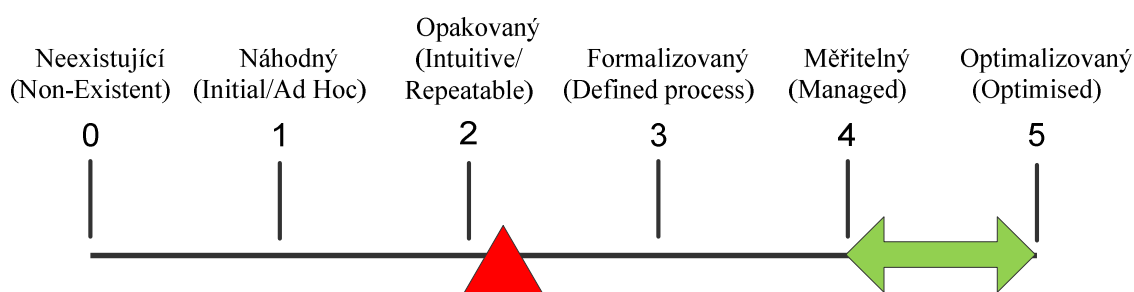 Neexistující
(Non-Existent)
0
Náhodný
(Initial/Ad Hoc)
1
Opakovaný
(Intuitive/
Repeatable)
2
Formalizovaný
(Defined process)
3
Měřitelný
(Managed)
4
Optimalizovaný
(Optimised)
5